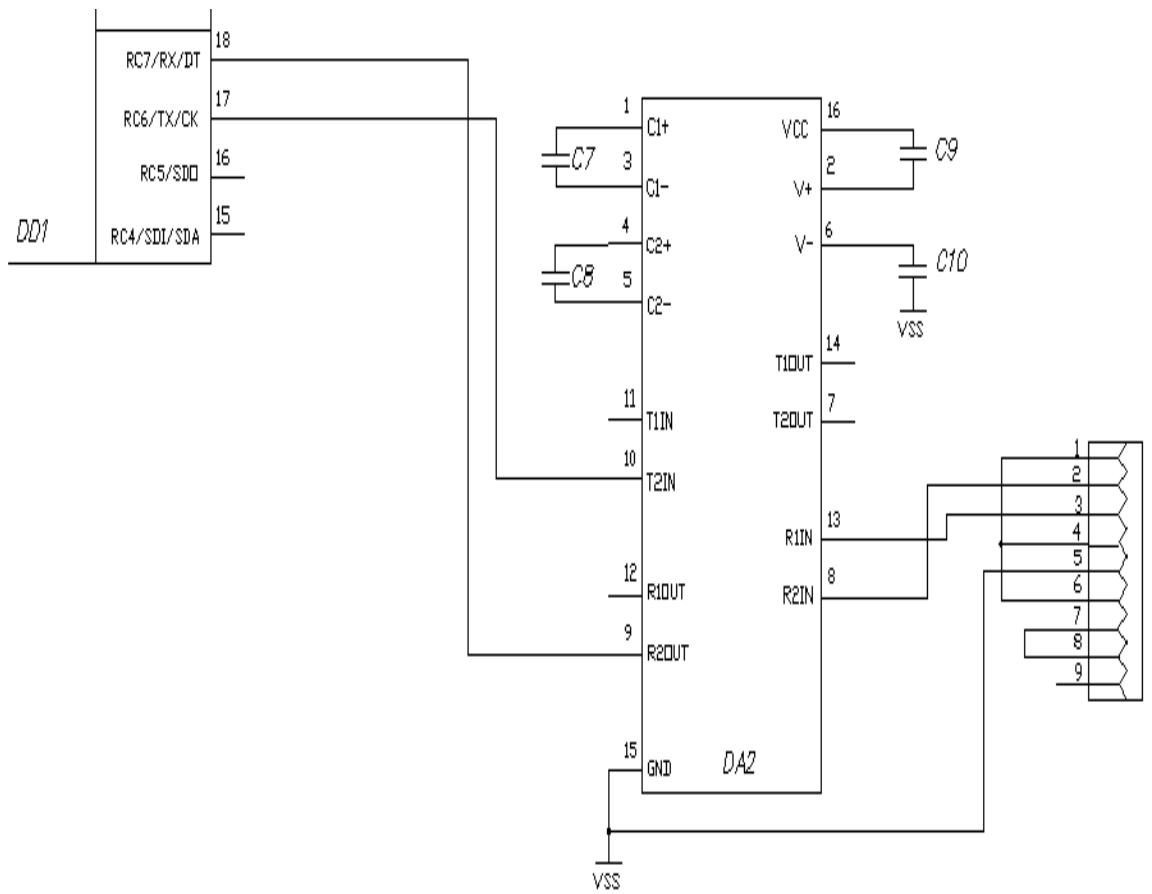 18
RC7/RX/DT
17
RC6/TX/CK
16
RC5/SDO
15
RC4/SDI/SDA
DD1
1
C1+
C7
3
C1-
4
C2+
C8
5
C2-
11
T1IN
10
T2IN
12
R1OUT
9
R2OUT
15
GND
DA2
VSS
16
VCC
C9
2
V+
6
V-
C10
VSS
14
T1OUT
7
T2OUT
13
R1IN
8
R2IN
1
2
3
4
5
6
7
8
9